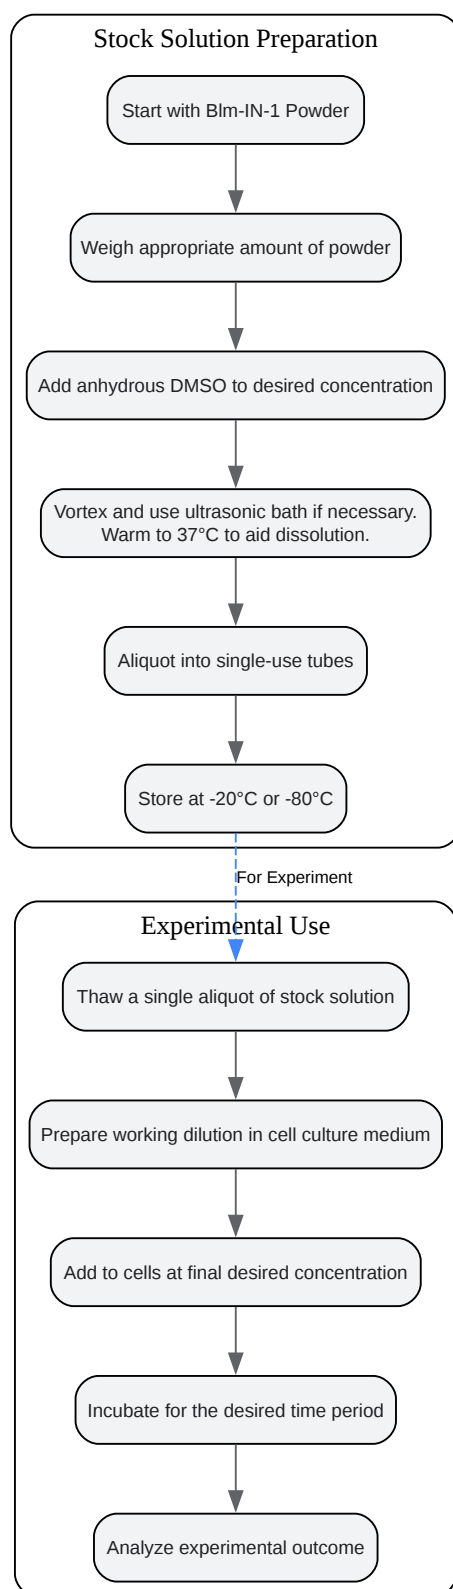 Stock Solution Preparation
Start with Blm-IN-1 Powder
Weigh appropriate amount of powder
Add anhydrous DMSO to desired concentration
Vortex and use ultrasonic bath if necessary.
Warm to 37°C to aid dissolution.
Aliquot into single-use tubes
Store at -20°C or -80°C
For Experiment
Experimental Use
Thaw a single aliquot of stock solution
Prepare working dilution in cell culture medium
Add to cells at final desired concentration
Incubate for the desired time period
Analyze experimental outcome